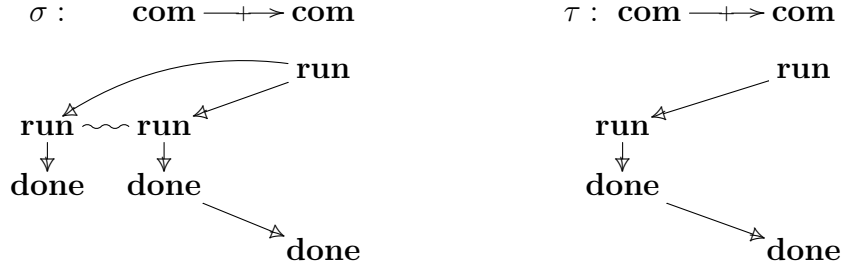 σ : com com τ : com com
run run
run run run
done done done
done done